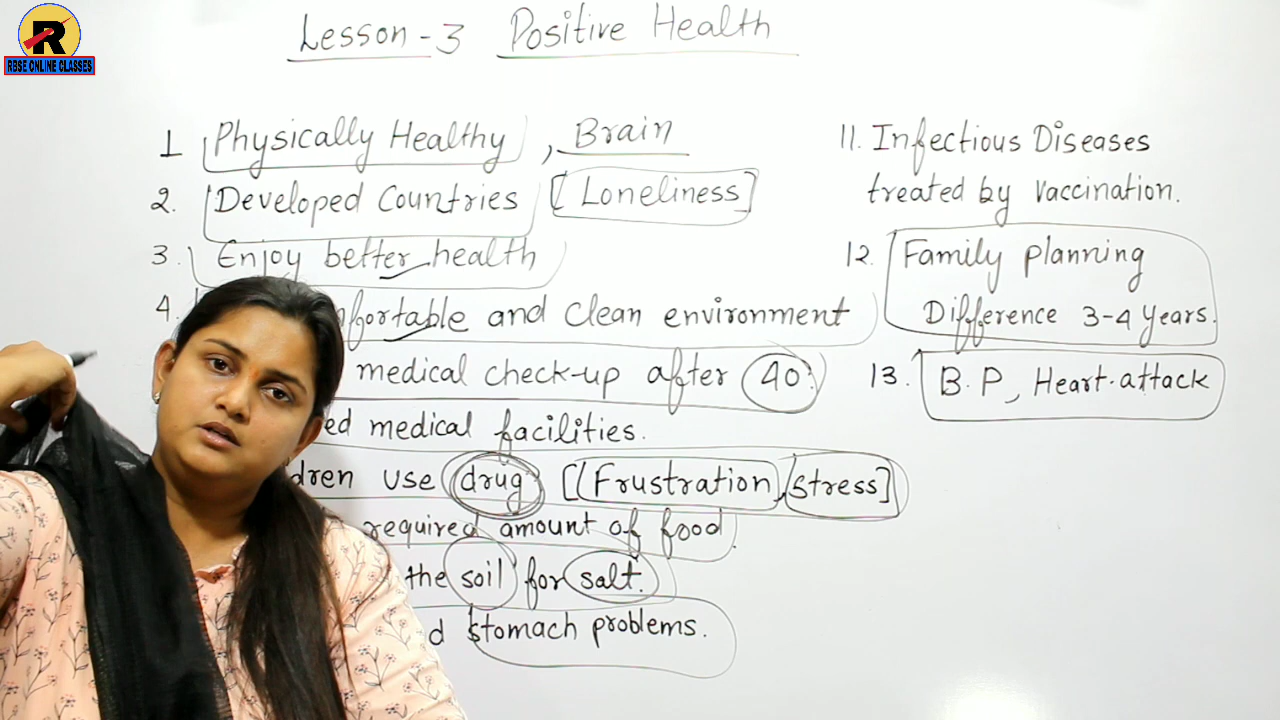 R
RBSE ONLINE CLASSES
Lesson-3 Positive Health
1 Physically Healthy, Brain
2. Developed Countries [Loneliness]
3. Enjoy better health
4. and clean environment
medical check-up after 40.
medical facilities.
use drug [Frustration, stress]
required amount of food.
the soil for salt.
stomach problems.
11. Infectious Diseases
treated by vaccination.
12. Family planning
Difference 3-4 years.
13. B.P, Heart-attack